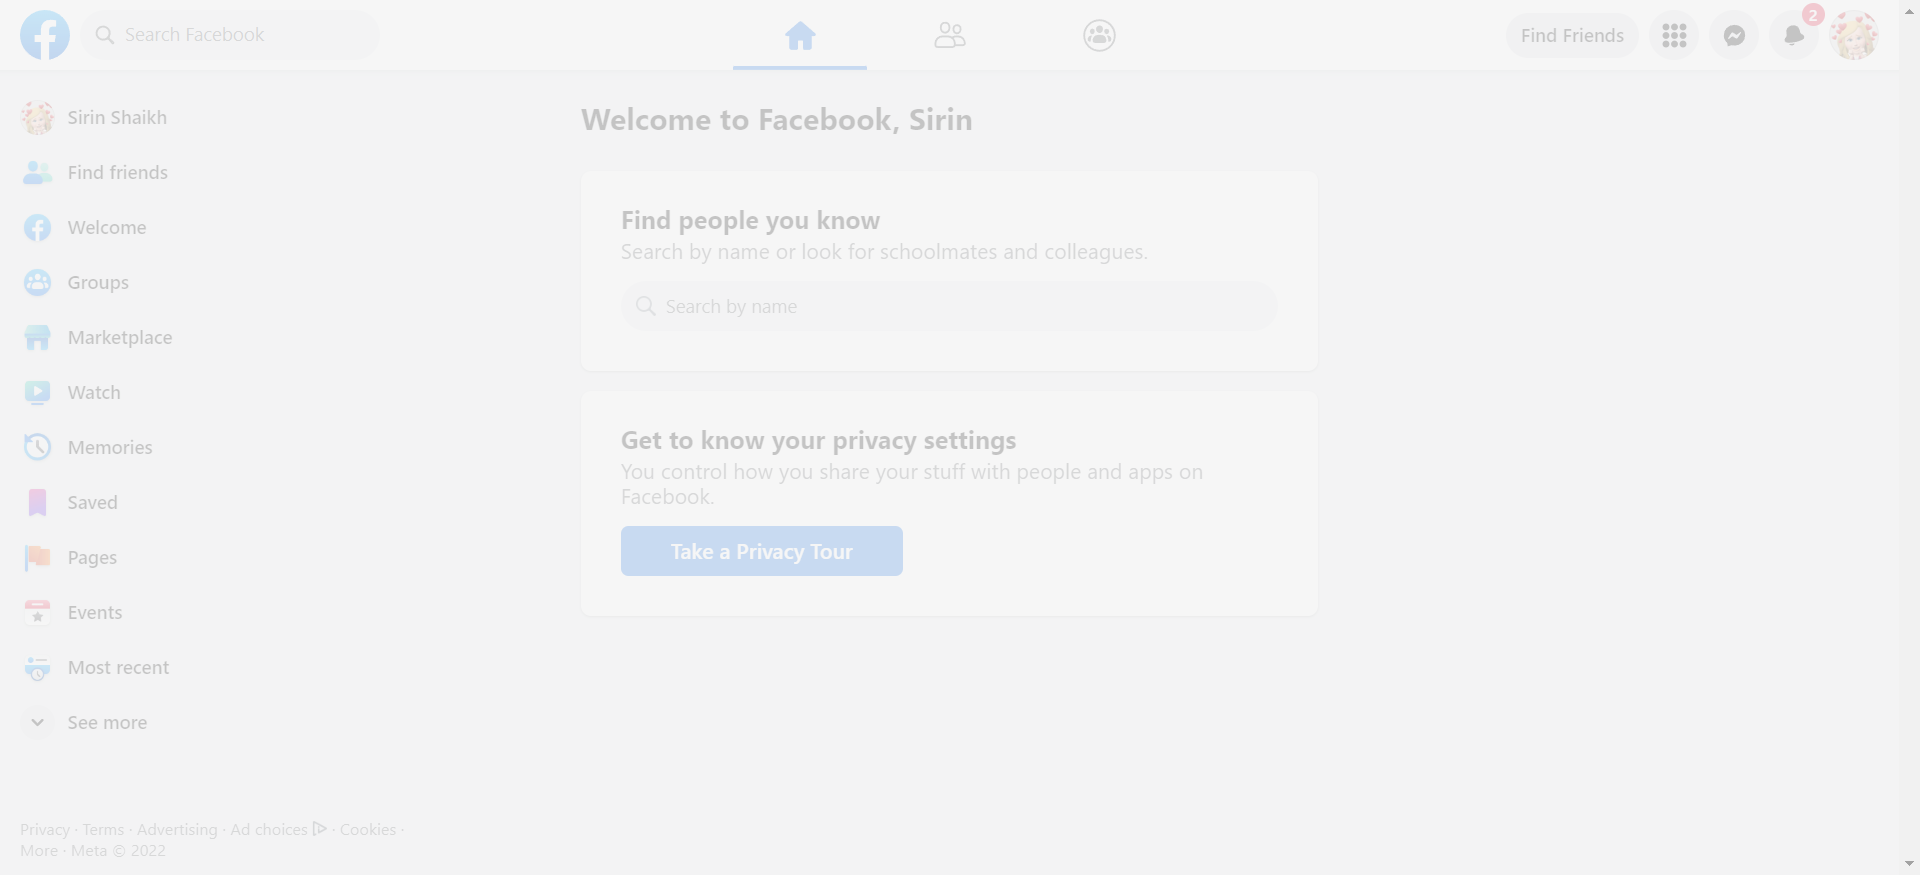 Search Facebook
Find Friends
2
Sirin Shaikh
Find friends
Welcome
Groups
Marketplace
Watch
Memories
Saved
Pages
Events
Most recent
See more
Privacy · Terms · Advertising · Ad choices · Cookies ·
More · Meta © 2022
Welcome to Facebook, Sirin
Find people you know
Search by name or look for schoolmates and colleagues.
Search by name
Get to know your privacy settings
You control how you share your stuff with people and apps on
Facebook.
Take a Privacy Tour